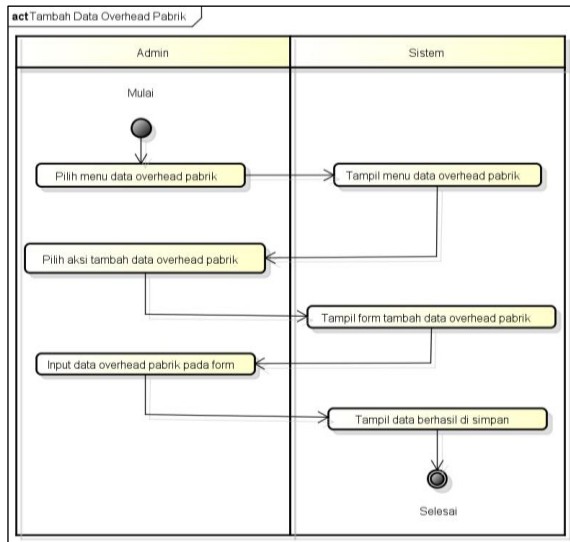 act Tambah Data Overhead Pabrik
Admin
Sistem
Mulai
Pilih menu data overhead pabrik
Tampil menu data overhead pabrik
Pilih aksi tambah data overhead pabrik
Tampil form tambah data overhead pabrik
Input data overhead pabrik pada form
Tampil data berhasil di simpan
Selesai